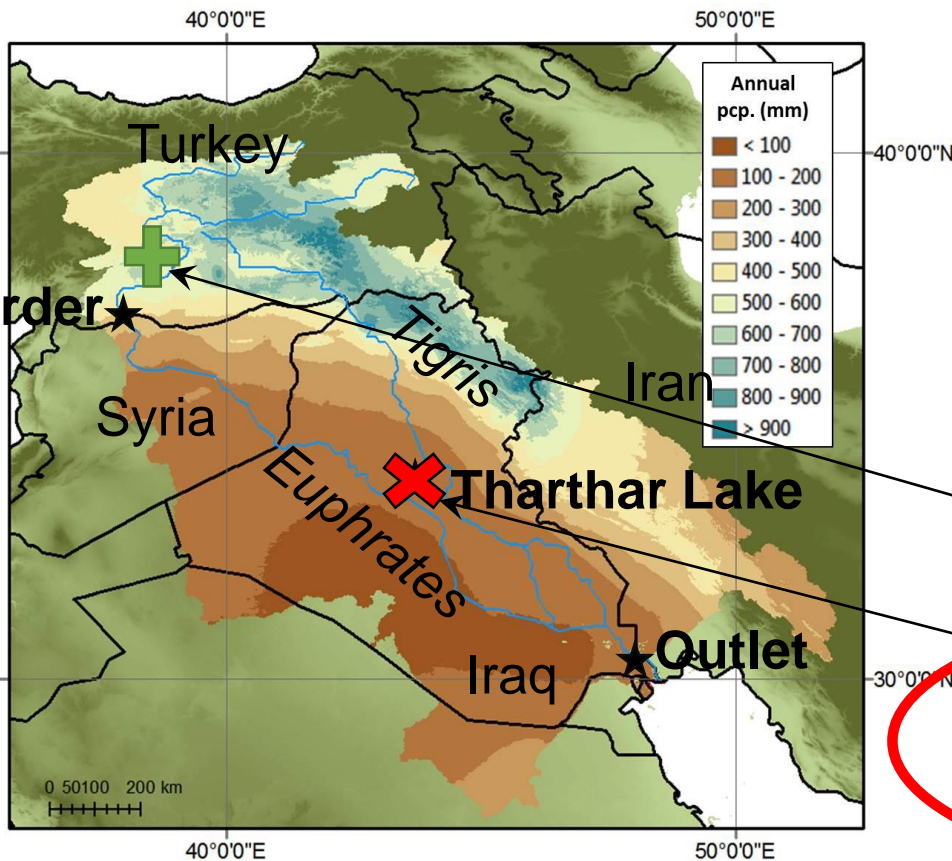 40°0'0"E
50°0'0"E
Annual
pcp. (mm)
< 100
100 - 200
200 - 300
300 - 400
400 - 500
500 - 600
600 - 700
700 - 800
800 - 900
> 900
Turkey
40°0'0"N
rder
Tigris
Iran
Syria
Tharthar Lake
Euphrates
Outlet
Iraq
30°0'0"N
0 50100 200 km
40°0'0"E
50°0'0"E